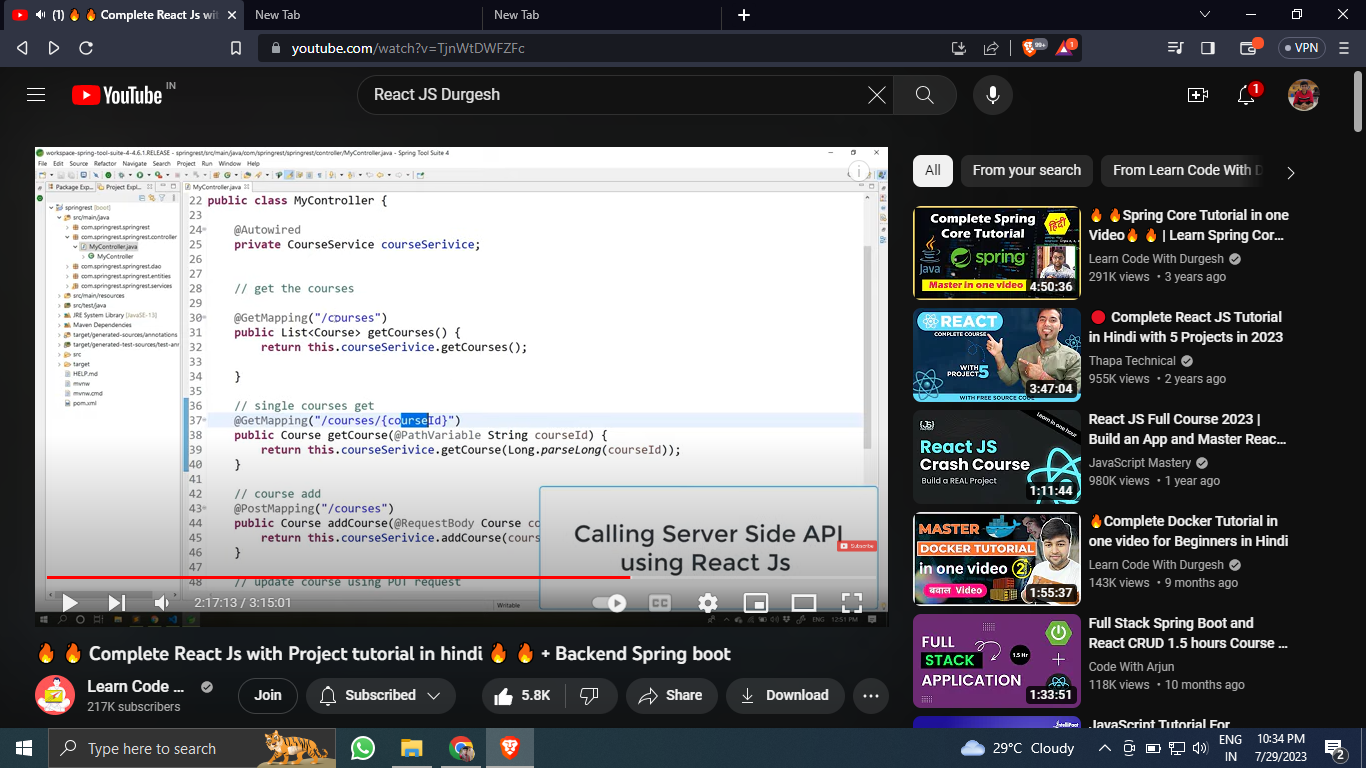 (1) 🔥 🔥 Complete React Js wit
New Tab
New Tab
youtube.com/watch?v=TjnWtDWFZFc
99+
1
VPN
YouTube IN
React JS Durgesh
1
workspace-spring-tool-suite-4-4.6.1.RELEASE - springrest/src/main/java/com/springrest/springrest/controller/MyController.java - Spring Tool Suite 4
File Edit Source Refactor Navigate Search Project Run Window Help
Package Exp... Project Expl...
MyController.java
springrest [boot]
src/main/java
com.springrest.springrest
com.springrest.springrest.controller
MyController.java
MyController
com.springrest.springrest.dao
com.springrest.springrest.entities
com.springrest.springrest.services
src/main/resources
src/test/java
JRE System Library [JavaSE-13]
Maven Dependencies
target/generated-sources/annotations
target/generated-test-sources/test-ann
src
target
HELP.md
mvnw
mvnw.cmd
pom.xml
22 public class MyController {
23
24 @Autowired
25 private CourseService courseSerivice;
26
27
28 // get the courses
29
30 @GetMapping("/courses")
31 public List<Course> getCourses() {
32 return this.courseSerivice.getCourses();
33
34 }
35
36 // single courses get
37 @GetMapping("/courses/{courseId}")
38 public Course getCourse(@PathVariable String courseId) {
39 return this.courseSerivice.getCourse(Long.parseLong(courseId));
40 }
41
42 // course add
43 @PostMapping("/courses")
44 public Course addCourse(@RequestBody Course co
45 return this.courseSerivice.addCourse(cours
46 }
47
48 // update course using PUT request
Calling Server Side API
using React Js
Subscribe
2:17:13 / 3:15:01
Writable
ENG 12:51 PM
🔥 🔥 Complete React Js with Project tutorial in hindi 🔥 🔥 + Backend Spring boot
Learn Code ...
217K subscribers
Join
Subscribed
5.8K
Share
Download
All
From your search
From Learn Code With D
Complete Spring
Core Tutorial
हिंदी
Java
spring
Master in one video
4:50:36
🔥 🔥Spring Core Tutorial in one
Video🔥 🔥 | Learn Spring Cor...
Learn Code With Durgesh
291K views • 3 years ago
REACT
COMPLETE COURSE
WITH 5
PROJECT
WITH FREE SOURCE CODE
3:47:04
🔴 Complete React JS Tutorial
in Hindi with 5 Projects in 2023
Thapa Technical
955K views • 2 years ago
Learn in one hour
React JS
Crash Course
Build a REAL Project
1:11:44
React JS Full Course 2023 |
Build an App and Master Reac...
JavaScript Mastery
980K views • 1 year ago
MASTER
DOCKER TUTORIAL
in one video 2
बवाल Video
1:55:37
🔥Complete Docker Tutorial in
one video for Beginners in Hindi
Learn Code With Durgesh
143K views • 9 months ago
FULL
STACK
APPLICATION
1.5 Hr
1:33:51
Full Stack Spring Boot and
React CRUD 1.5 hours Course ...
Code With Arjun
118K views • 10 months ago
JavaScript Tutorial For
Type here to search
29°C Cloudy
ENG
IN
10:34 PM
7/29/2023
2